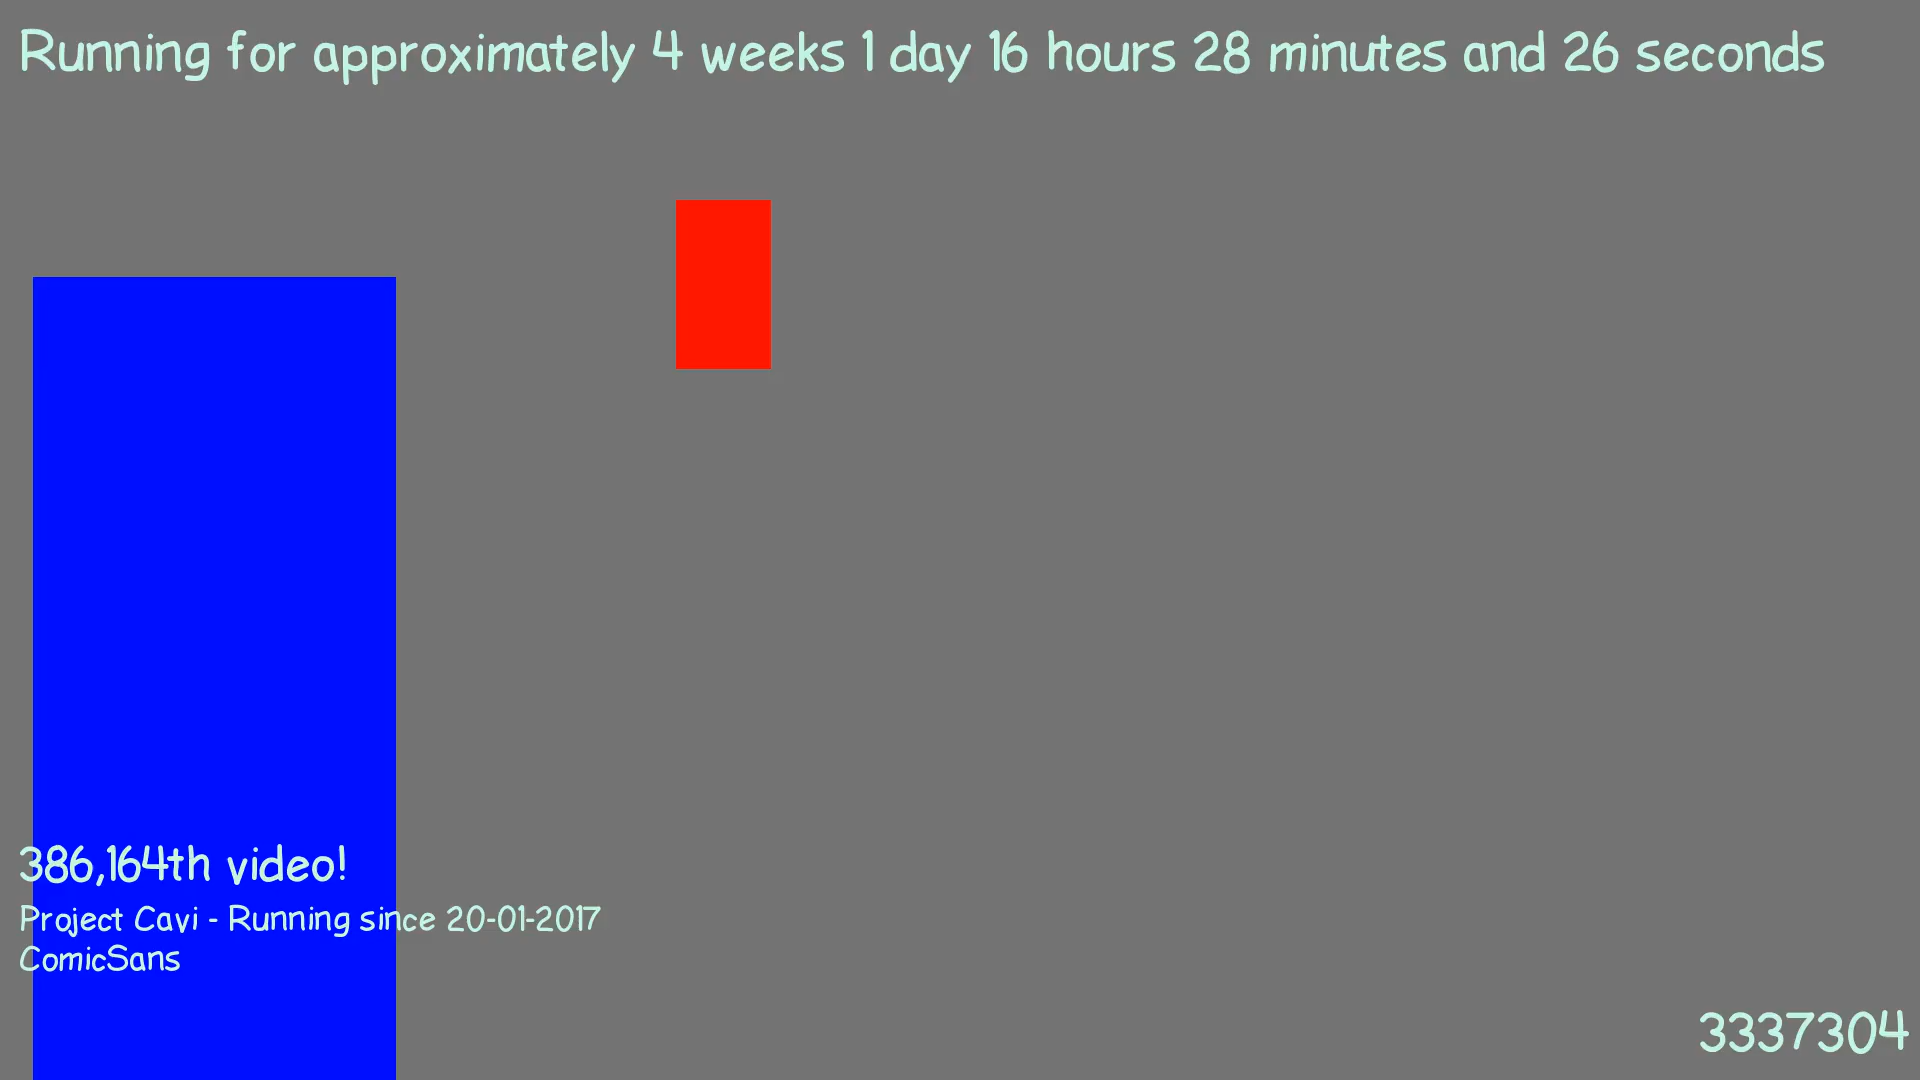 Running for approximately 4 weeks 1 day 16 hours 28 minutes and 26 seconds
386,164th video!
Project Cavi - Running since 20-01-2017
ComicSans
3337304